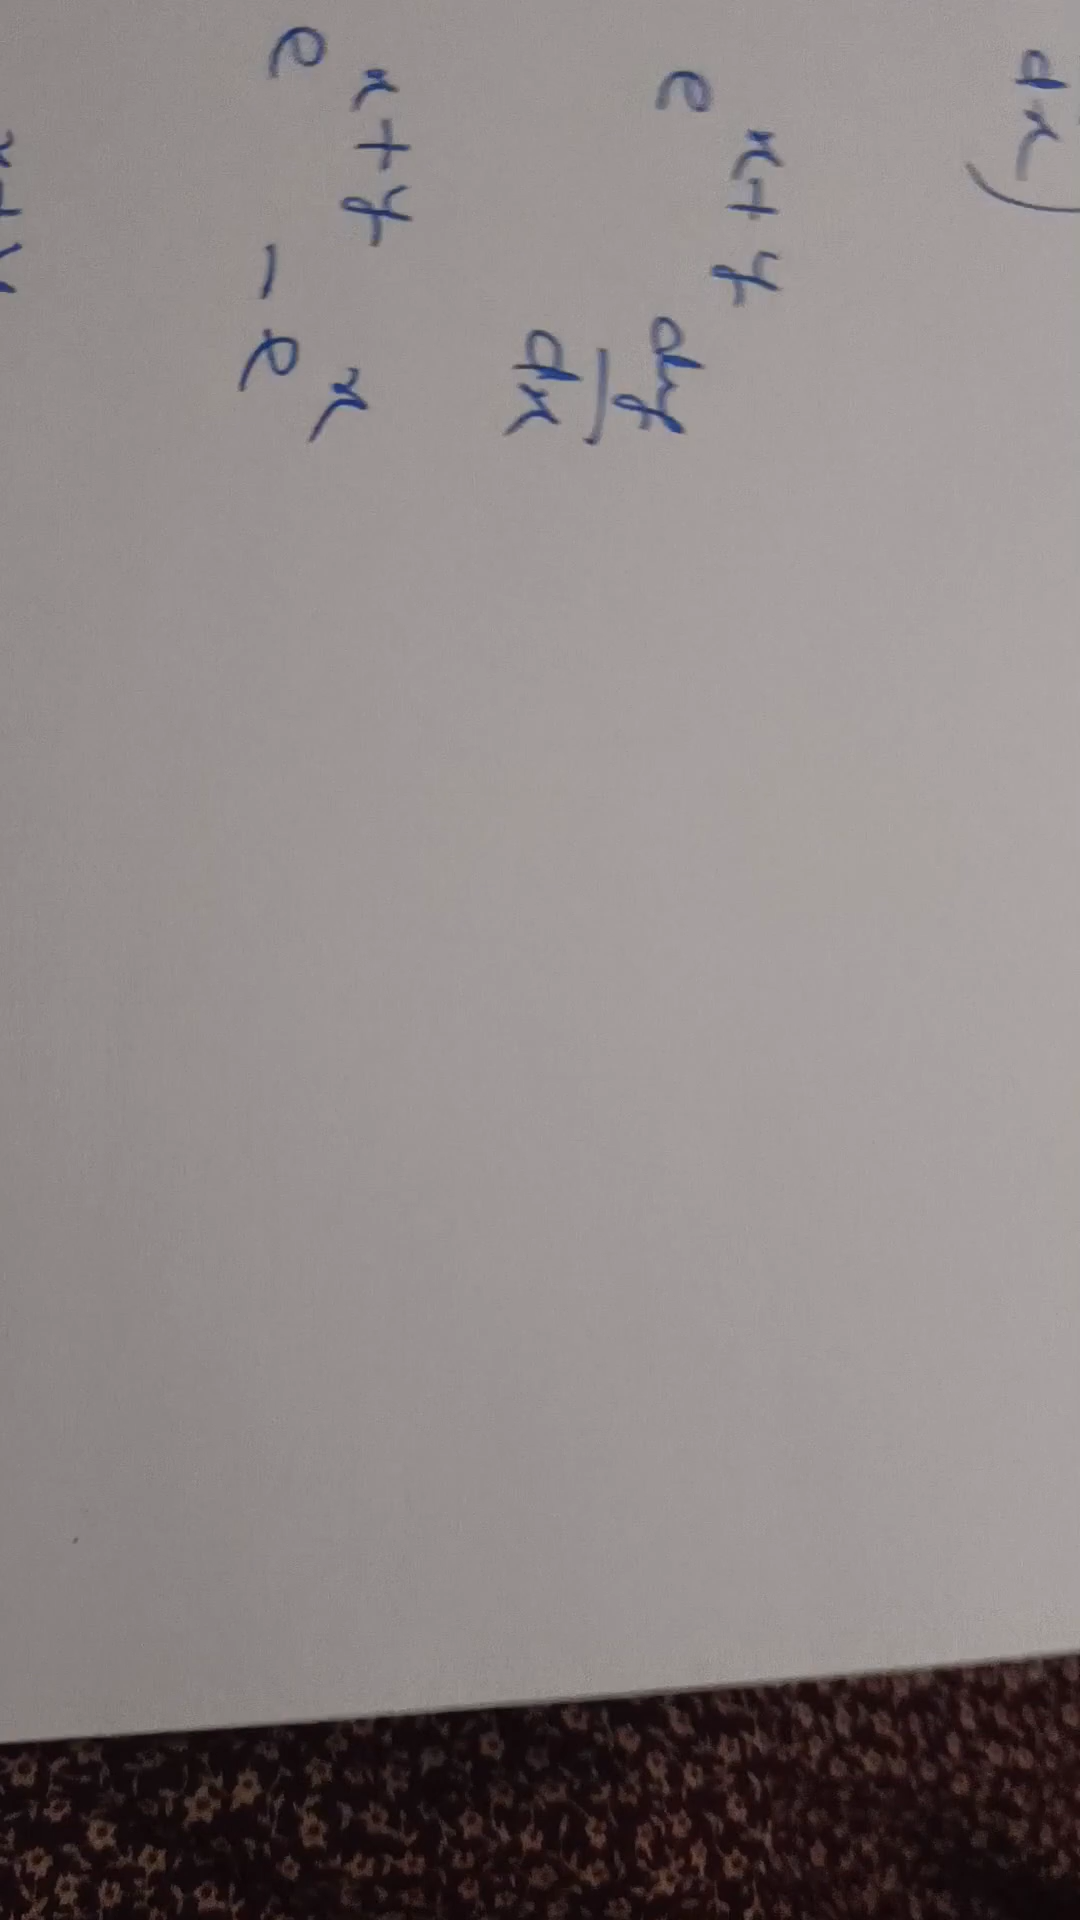 dx)
e^{x+y} dy/dx
e^{x+y} - e^x